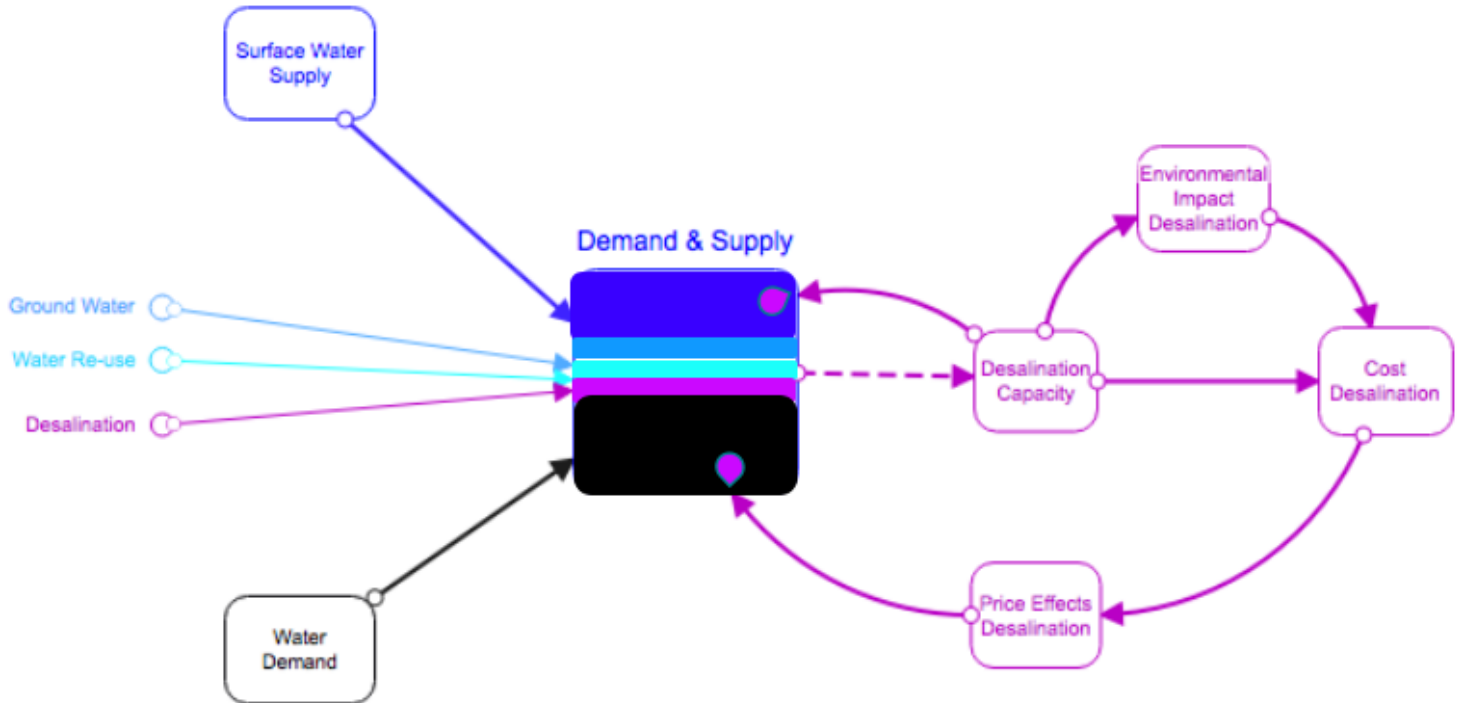 Surface Water
Supply
Environmental
Impact
Desalination
Demand & Supply
Ground Water
Water Re-use
Desalination
Desalination
Capacity
Cost
Desalination
Price Effects
Desalination
Water
Demand